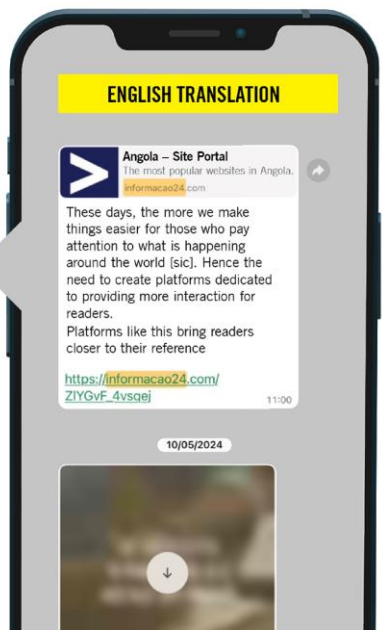 ENGLISH TRANSLATION
Angola – Site Portal
The most popular websites in Angola.
informacao24.com
These days, the more we make
things easier for those who pay
attention to what is happening
around the world [sic]. Hence the
need to create platforms dedicated
to providing more interaction for
readers.
Platforms like this bring readers
closer to their reference
https://informacao24.com/
ZlYGvF_4vsqej
11:00
10/05/2024